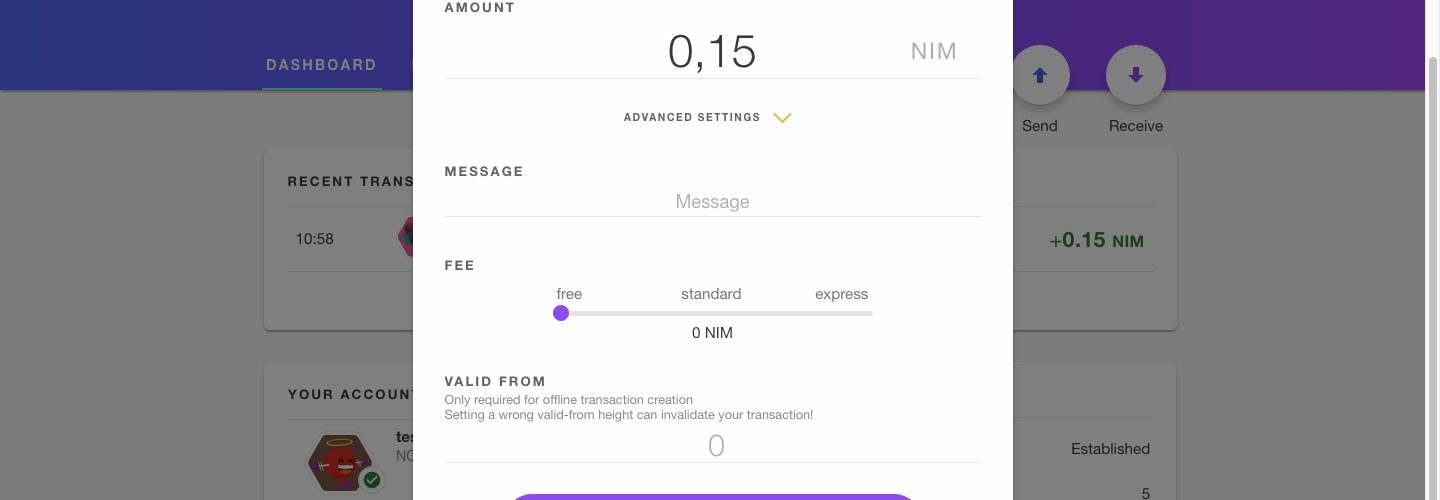 AMOUNT
0,15 NIM
DASHBOARD
ADVANCED SETTINGS
Send
Receive
MESSAGE
Message
RECENT TRANS
10:58
+0.15 NIM
FEE
free standard express
0 NIM
VALID FROM
Only required for offline transaction creation
Setting a wrong valid-from height can invalidate your transaction!
0
YOUR ACCOUNT
tes
NQ
Established
5